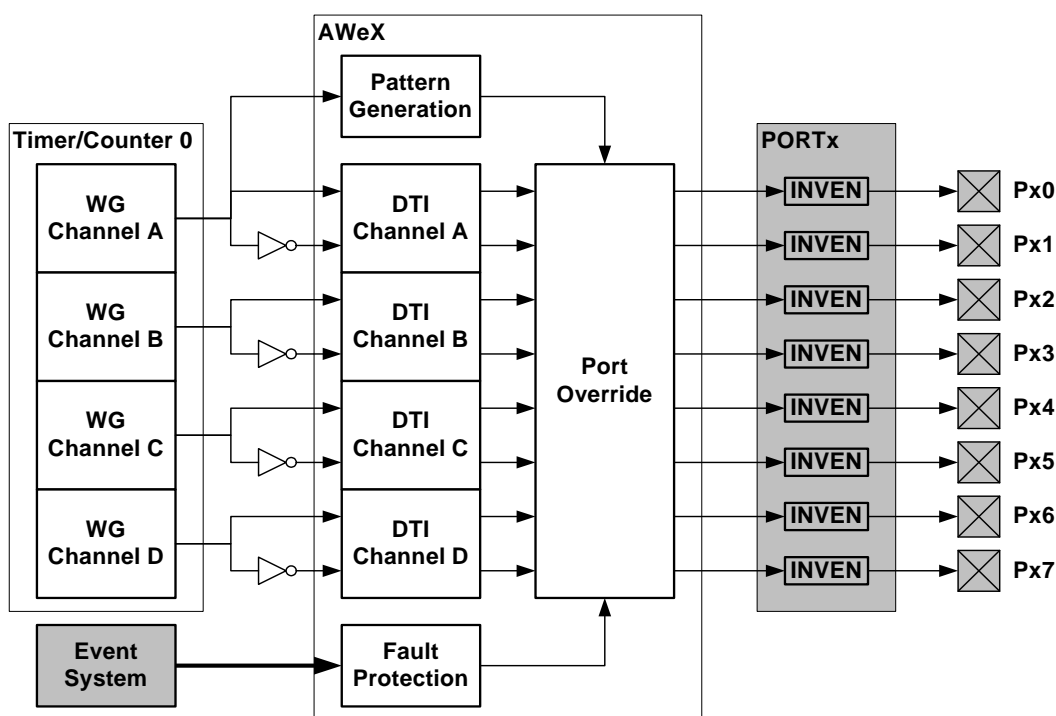 AWeX
Pattern
Generation
Timer/Counter 0
PORTx
WG
Channel A
DTI
Channel A
INVEN
Px0
INVEN
Px1
WG
Channel B
DTI
Channel B
INVEN
Px2
INVEN
Px3
Port
Override
WG
Channel C
DTI
Channel C
INVEN
Px4
INVEN
Px5
WG
Channel D
DTI
Channel D
INVEN
Px6
INVEN
Px7
Event
System
Fault
Protection